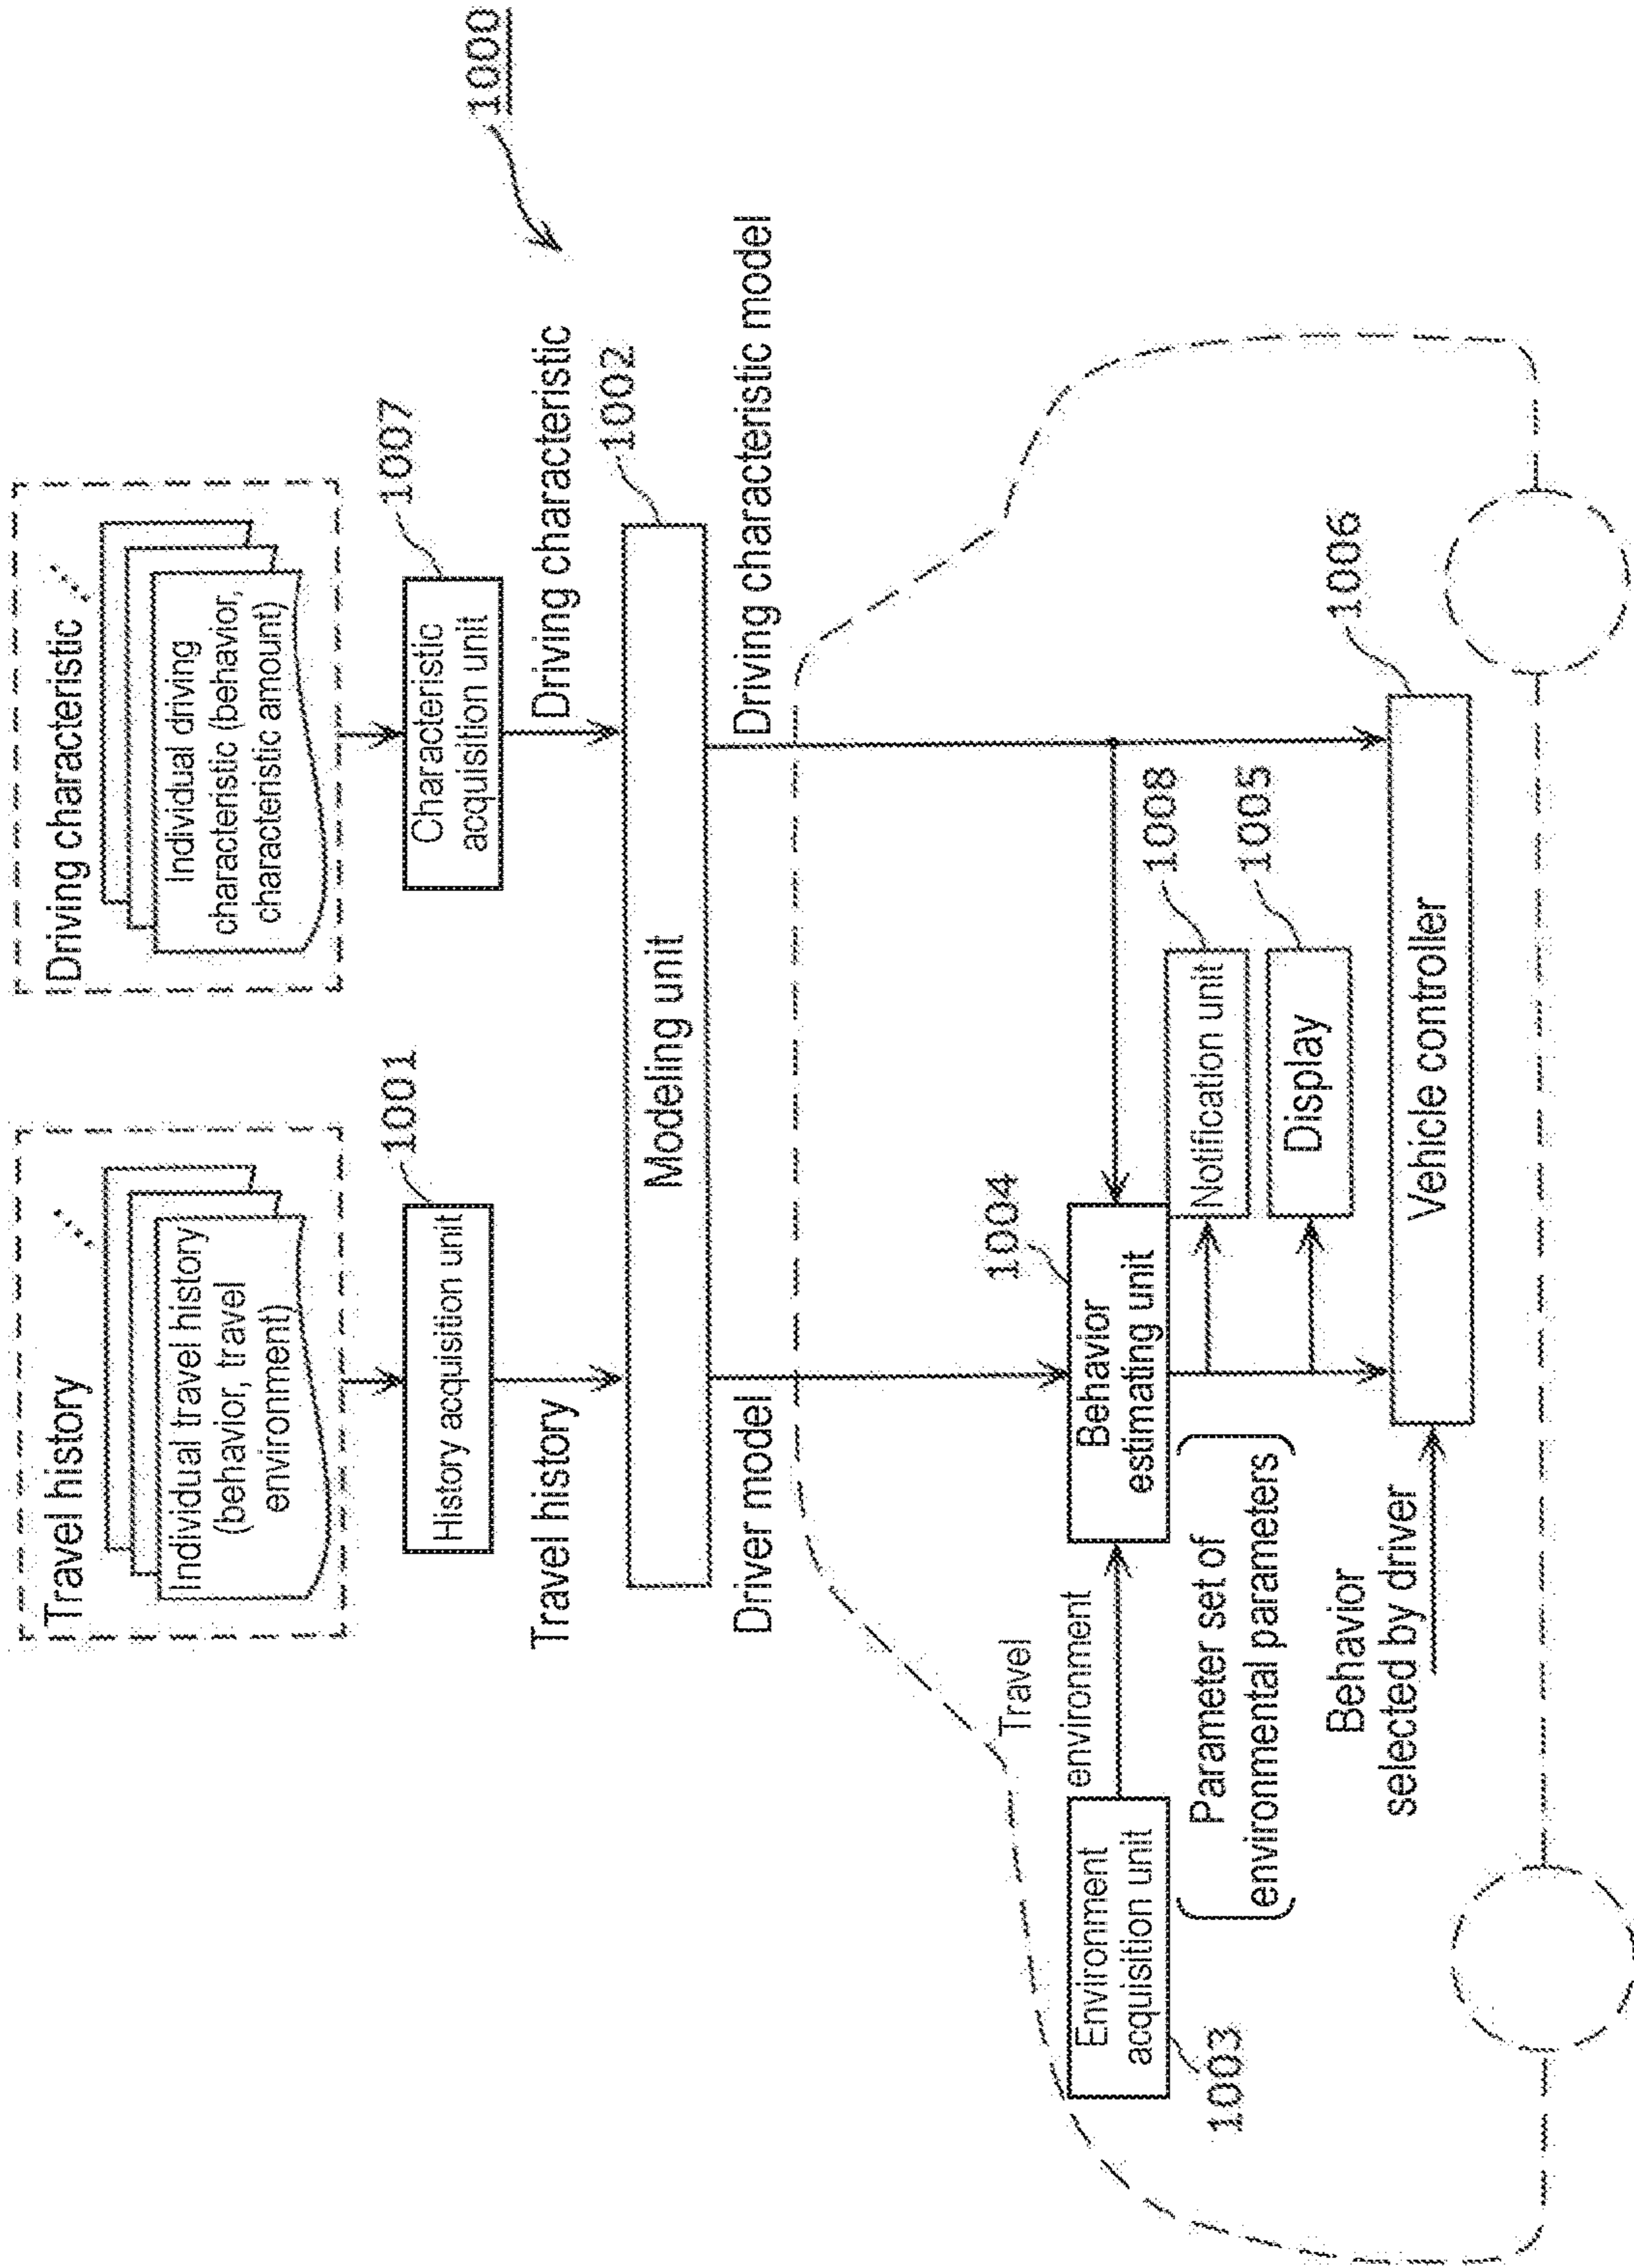 1000
Travel history
Individual travel history
(behavior, travel
environment)
Driving characteristic
Individual driving
characteristic (behavior,
characteristic amount)
1001
History acquisition unit
1007
Characteristic
acquisition unit
Travel history
Driving characteristic
1002
Modeling unit
Driver model
Driving characteristic model
Travel
environment
1004
Behavior
estimating unit
Environment
acquisition unit
1003
Parameter set of
environmental parameters
Notification unit
1008
Display
1005
Behavior
selected by driver
Vehicle controller
1006